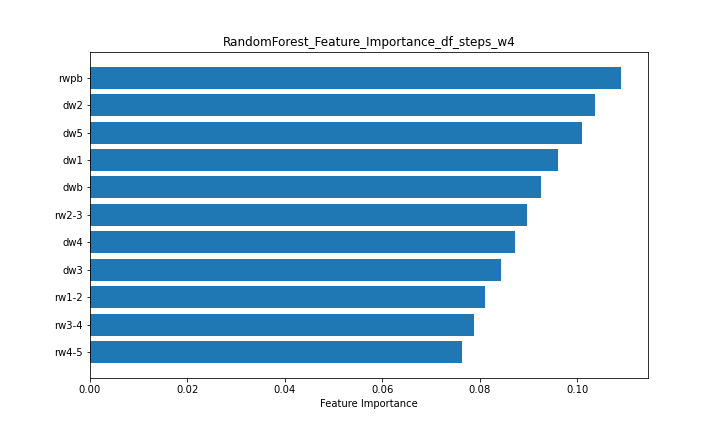 RandomForest_Feature_Importance_df_steps_w4
rwpb
dw2
dw5
dw1
dwb
rw2-3
dw4
dw3
rw1-2
rw3-4
rw4-5
0.00 0.02 0.04 0.06 0.08 0.10
Feature Importance